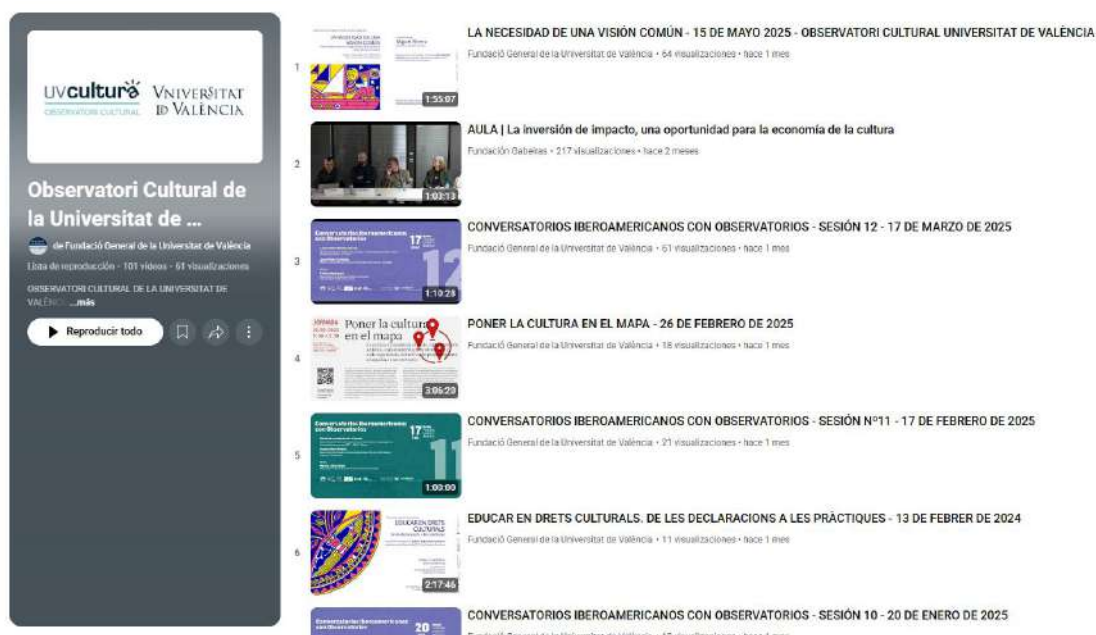 UVcultura
OBSERVATORI CULTURAL
VNIVERSITAT
ID VALÈNCIA
Observatori Cultural de
la Universitat de ...
de Fundació General de la Universitat de València
Lista de reproducción - 101 vídeos - 61 visualizaciones
OBSERVATORI CULTURAL DE LA UNIVERSITAT DE
VALÈNCI ...más
Reproducir todo
1
1:55:07
LA NECESIDAD DE UNA VISIÓN COMÚN - 15 DE MAYO 2025 - OBSERVATORI CULTURAL UNIVERSITAT DE VALÈNCIA
Fundació General de la Universitat de València • 64 visualizaciones • hace 1 mes
2
1:03:13
AULA | La inversión de impacto, una oportunidad para la economía de la cultura
Fundación Gabeiras • 217 visualizaciones • hace 2 meses
3
Conversatorios Iberoamericanos
con Observatorios
17
12
1:10:28
CONVERSATORIOS IBEROAMERICANOS CON OBSERVATORIOS - SESIÓN 12 - 17 DE MARZO DE 2025
Fundació General de la Universitat de València • 61 visualizaciones • hace 1 mes
4
JORNADA
Poner la cultura
en el mapa
3:06:20
PONER LA CULTURA EN EL MAPA - 26 DE FEBRERO DE 2025
Fundació General de la Universitat de València • 18 visualizaciones • hace 1 mes
5
Conversatorios Iberoamericanos
con Observatorios
17
11
1:00:00
CONVERSATORIOS IBEROAMERICANOS CON OBSERVATORIOS - SESIÓN Nº11 - 17 DE FEBRERO DE 2025
Fundació General de la Universitat de València • 21 visualizaciones • hace 1 mes
6
EDUCAR EN DRETS
CULTURALS
2:17:46
EDUCAR EN DRETS CULTURALS. DE LES DECLARACIONS A LES PRÀCTIQUES - 13 DE FEBRER DE 2024
Fundació General de la Universitat de València • 11 visualizaciones • hace 1 mes
Conversatorios Iberoamericanos
con Observatorios
20
CONVERSATORIOS IBEROAMERICANOS CON OBSERVATORIOS - SESIÓN 10 - 20 DE ENERO DE 2025